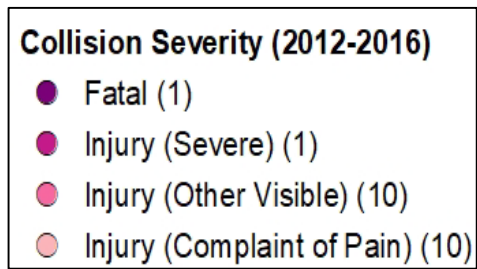 Collision Severity (2012-2016)
Fatal (1)
Injury (Severe) (1)
Injury (Other Visible) (10)
Injury (Complaint of Pain) (10)